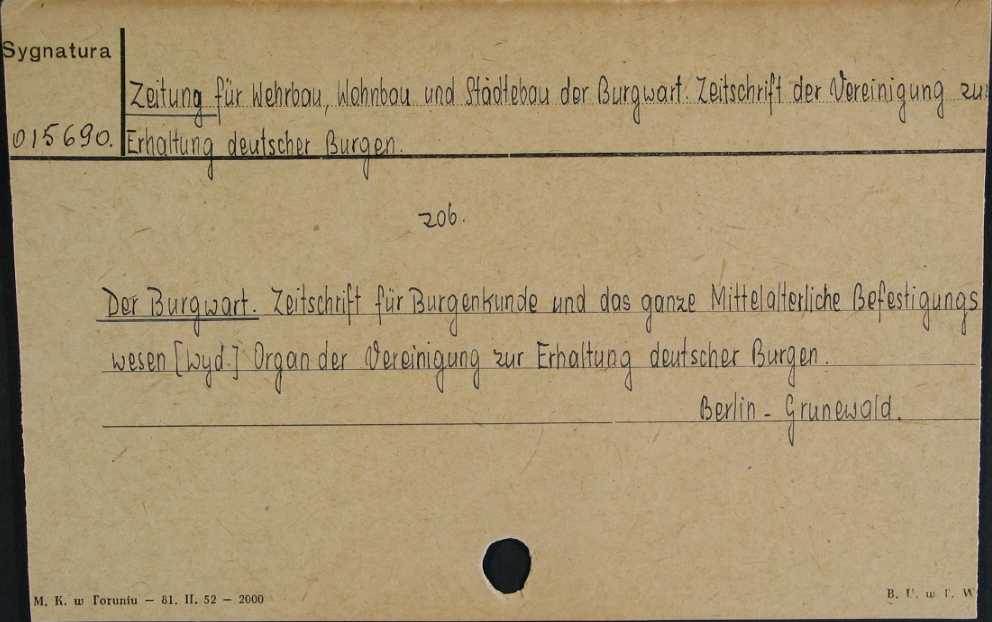 Sygnatura
Zeitung für Wehrbau, Wohnbau und Städtebau der Burgwart. Zeitschrift der Vereinigung zur
015690. Erhaltung deutscher Burgen.
zob.
Der Burgwart. Zeitschrift für Burgenkunde und das ganze Mittelalterliche Befestigungs
wesen [Wyd.] Organ der Vereinigung zur Erhaltung deutscher Burgen.
Berlin - Grunewald.
M. K. w Toruniu — 81. II. 52 — 2000
B. U. w T. W